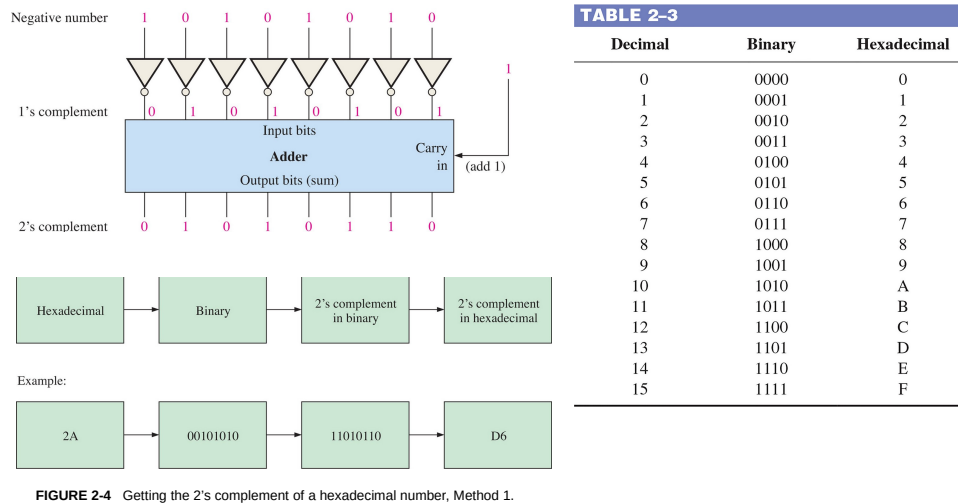 Negative number 1 0 1 0 1 0 1 0
1
1's complement 0 1 0 1 0 1 0 1
Input bits
Adder
Carry
in
(add 1)
Output bits (sum)
2's complement 0 1 0 1 0 1 1 0
Hexadecimal
Binary
2's complement
in binary
2's complement
in hexadecimal
Example:
2A
00101010
11010110
D6
FIGURE 2-4 Getting the 2's complement of a hexadecimal number, Method 1.
TABLE 2–3
Decimal Binary Hexadecimal
0 0000 0
1 0001 1
2 0010 2
3 0011 3
4 0100 4
5 0101 5
6 0110 6
7 0111 7
8 1000 8
9 1001 9
10 1010 A
11 1011 B
12 1100 C
13 1101 D
14 1110 E
15 1111 F